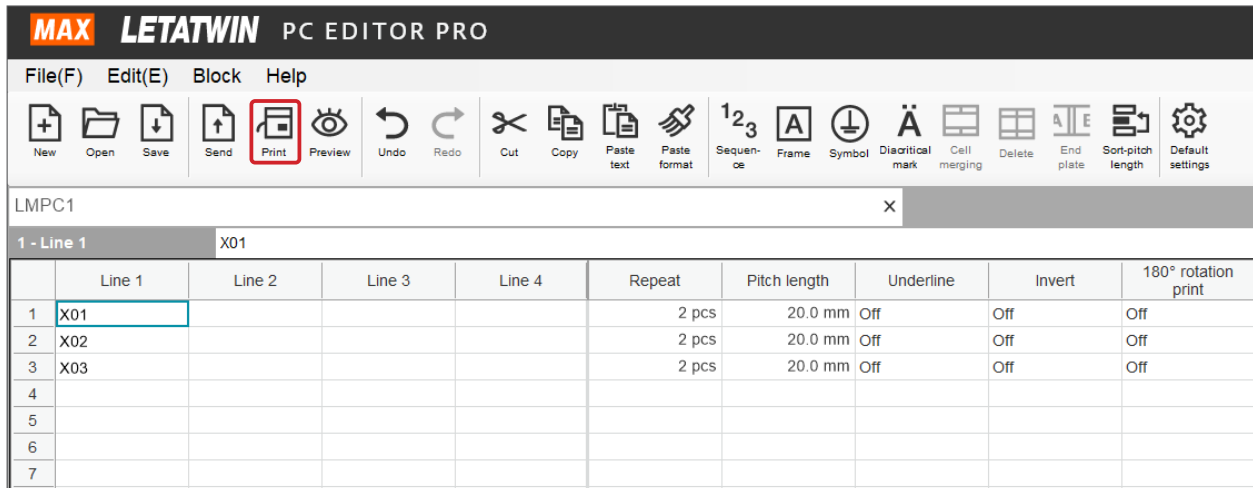 MAX LETATWIN PC EDITOR PRO
File(F) Edit(E) Block Help
New Open Save Send Print Preview Undo Redo Cut Copy Paste text Paste format 123 Sequen-ce A Frame Symbol Ä Diacritical mark Cell merging Delete A E End plate Sort-pitch length Default settings
LMPC1 ×
1 - Line 1 X01
Line 1 Line 2 Line 3 Line 4 Repeat Pitch length Underline Invert 180° rotation print
1 X01 2 pcs 20.0 mm Off Off Off
2 X02 2 pcs 20.0 mm Off Off Off
3 X03 2 pcs 20.0 mm Off Off Off
4
5
6
7